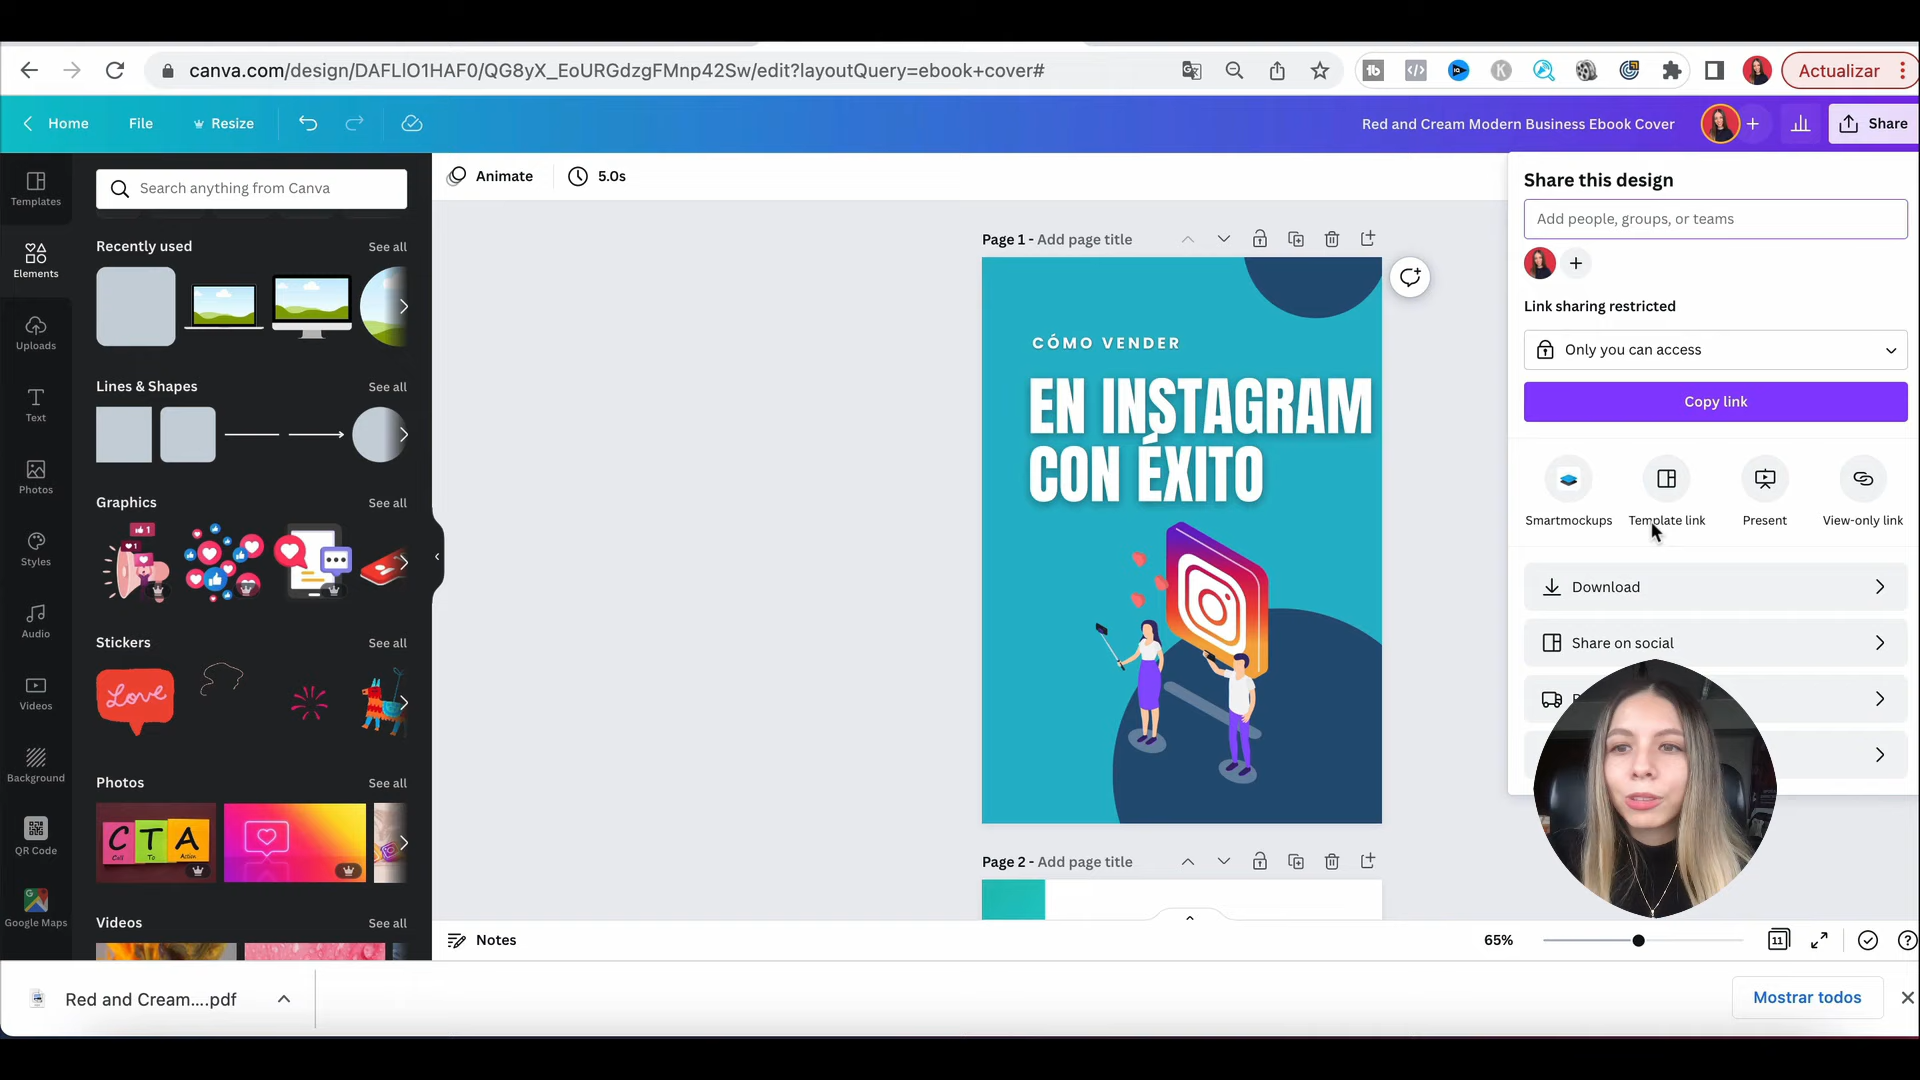 canva.com/design/DAFLlO1HAF0/QG8yX_EoURGdzgFMnp42Sw/edit?layoutQuery=ebook+cover#
Actualizar
Home
File
Resize
Red and Cream Modern Business Ebook Cover
Share
Templates
Elements
Uploads
Text
Photos
Styles
Audio
Videos
Background
QR Code
Google Maps
Search anything from Canva
Recently used
See all
Lines & Shapes
See all
Graphics
See all
Stickers
See all
Love
Photos
See all
C T A
Call To Action
Videos
See all
Animate
5.0s
Page 1 - Add page title
CÓMO VENDER
EN INSTAGRAM
CON ÉXITO
Page 2 - Add page title
Notes
65%
11
Share this design
Add people, groups, or teams
Link sharing restricted
Only you can access
Copy link
Smartmockups
Template link
Present
View-only link
Download
Share on social
Red and Cream....pdf
Mostrar todos